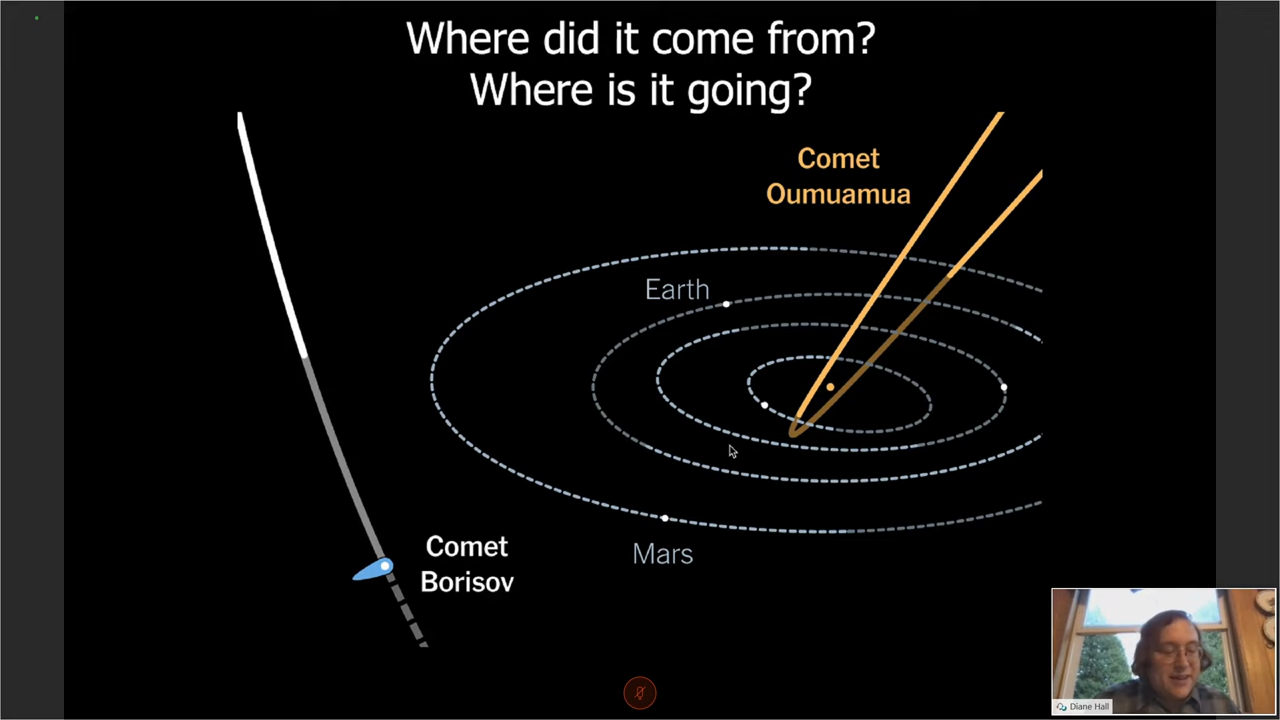 Where did it come from?
Where is it going?
Comet
Oumuamua
Earth
Comet
Borisov
Mars
Diane Hall